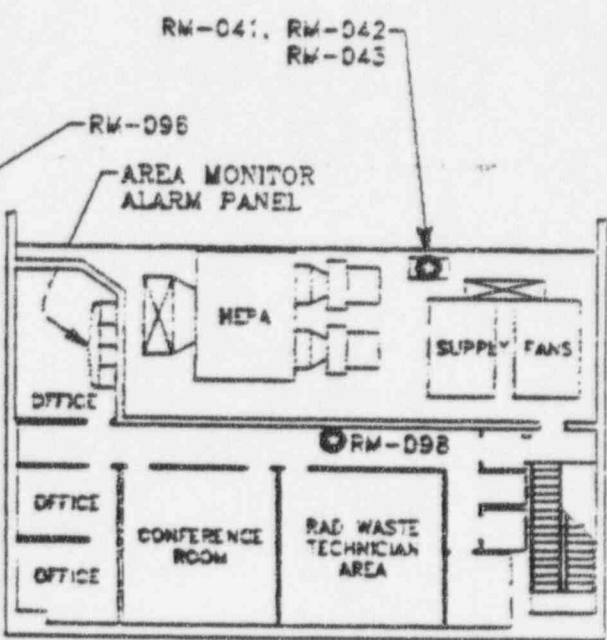 RM-041, RM-042
RM-043
RM-096
AREA MONITOR
ALARM PANEL
HEPA
SUPPLY FANS
OFFICE
RM-098
OFFICE
CONFERENCE
ROOM
RAD WASTE
TECHNICIAN
AREA
OFFICE